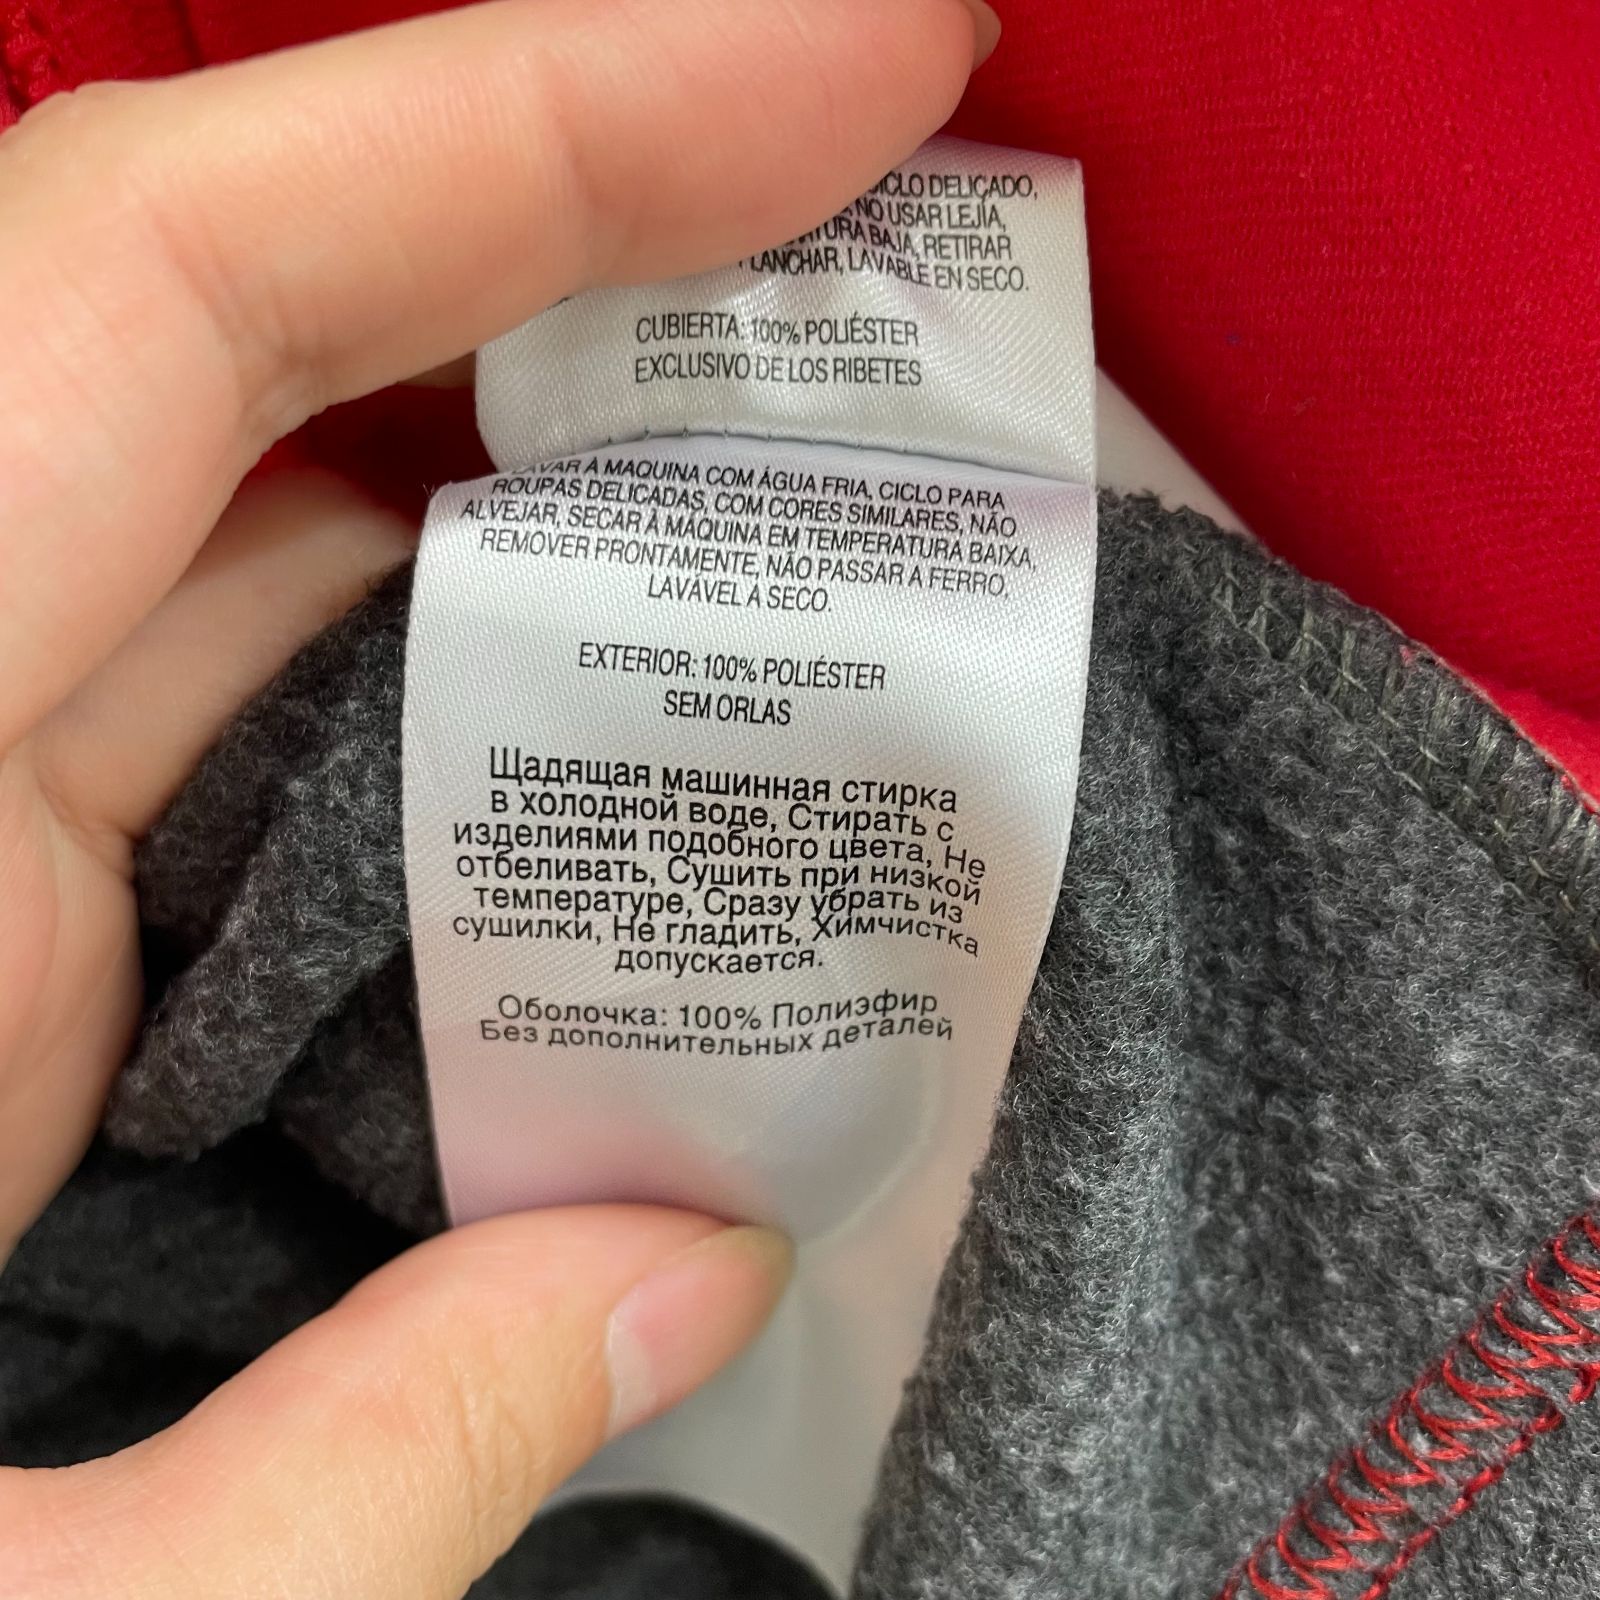 CICLO DELICADO,
NO USAR LEJÍA,
BAJA, RETIRAR
PLANCHAR, LAVABLE EN SECO.
CUBIERTA: 100% POLIÉSTER
EXCLUSIVO DE LOS RIBETES
LAVAR À MAQUINA COM ÁGUA FRIA, CICLO PARA
ROUPAS DELICADAS, COM CORES SIMILARES, NÃO
ALVEJAR, SECAR À MÁQUINA EM TEMPERATURA BAIXA,
REMOVER PRONTAMENTE, NÃO PASSAR A FERRO,
LAVÁVEL A SECO.
EXTERIOR: 100% POLIÉSTER
SEM ORLAS
Щадящая машинная стирка
в холодной воде, Стирать с
изделиями подобного цвета, Не
отбеливать, Сушить при низкой
температуре, Сразу убрать из
сушилки, Не гладить, Химчистка
допускается.
Оболочка: 100% Полиэфир
Без дополнительных деталей